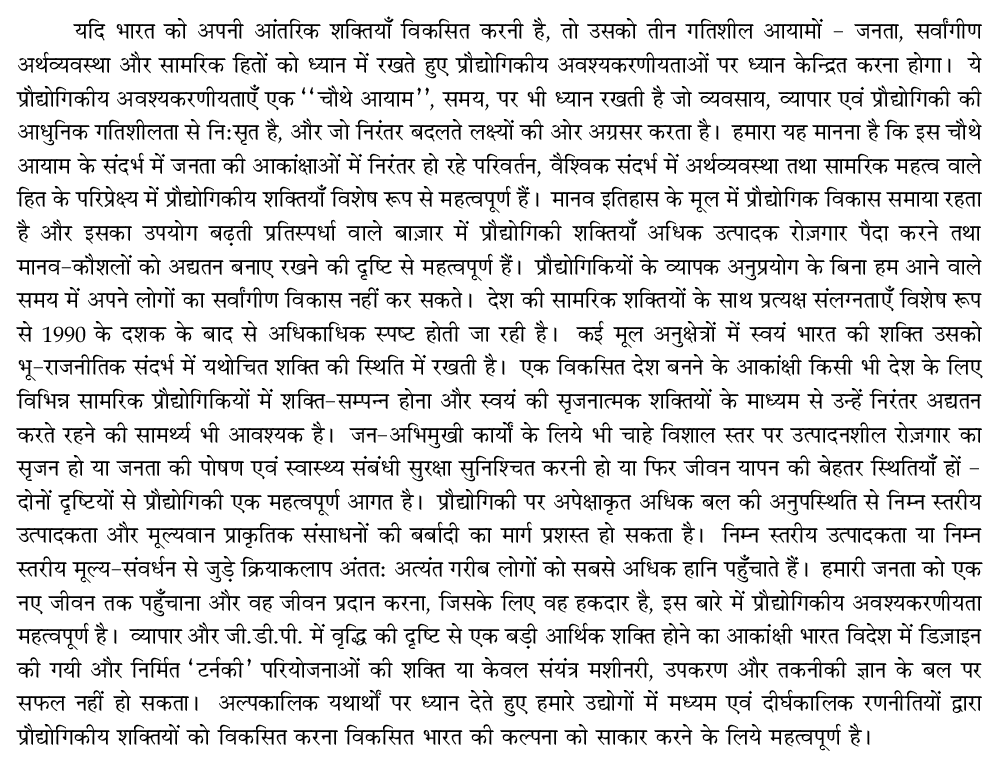 यदि भारत को अपनी आंतरिक शक्तियाँ विकसित करनी है, तो उसको तीन गतिशील आयामों - जनता, सर्वांगीण
अर्थव्यवस्था और सामरिक हितों को ध्यान में रखते हुए प्रौद्योगिकीय अवश्यकरणीयताओं पर ध्यान केन्द्रित करना होगा। ये
प्रौद्योगिकीय अवश्यकरणीयताएँ एक ‘‘चौथे आयाम’’, समय, पर भी ध्यान रखती है जो व्यवसाय, व्यापार एवं प्रौद्योगिकी की
आधुनिक गतिशीलता से नि:सृत है, और जो निरंतर बदलते लक्ष्यों की ओर अग्रसर करता है। हमारा यह मानना है कि इस चौथे
आयाम के संदर्भ में जनता की आकांक्षाओं में निरंतर हो रहे परिवर्तन, वैश्विक संदर्भ में अर्थव्यवस्था तथा सामरिक महत्व वाले
हित के परिप्रेक्ष्य में प्रौद्योगिकीय शक्तियाँ विशेष रूप से महत्वपूर्ण हैं। मानव इतिहास के मूल में प्रौद्योगिक विकास समाया रहता
है और इसका उपयोग बढ़ती प्रतिस्पर्धा वाले बाज़ार में प्रौद्योगिकी शक्तियाँ अधिक उत्पादक रोज़गार पैदा करने तथा
मानव-कौशलों को अद्यतन बनाए रखने की दृष्टि से महत्वपूर्ण हैं। प्रौद्योगिकियों के व्यापक अनुप्रयोग के बिना हम आने वाले
समय में अपने लोगों का सर्वांगीण विकास नहीं कर सकते। देश की सामरिक शक्तियों के साथ प्रत्यक्ष संलग्नताएँ विशेष रूप
से 1990 के दशक के बाद से अधिकाधिक स्पष्ट होती जा रही है। कई मूल अनुक्षेत्रों में स्वयं भारत की शक्ति उसको
भू-राजनीतिक संदर्भ में यथोचित शक्ति की स्थिति में रखती है। एक विकसित देश बनने के आकांक्षी किसी भी देश के लिए
विभिन्न सामरिक प्रौद्योगिकियों में शक्ति-सम्पन्न होना और स्वयं की सृजनात्मक शक्तियों के माध्यम से उन्हें निरंतर अद्यतन
करते रहने की सामर्थ्य भी आवश्यक है। जन-अभिमुखी कार्यों के लिये भी चाहे विशाल स्तर पर उत्पादनशील रोज़गार का
सृजन हो या जनता की पोषण एवं स्वास्थ्य संबंधी सुरक्षा सुनिश्चित करनी हो या फिर जीवन यापन की बेहतर स्थितियाँ हों -
दोनों दृष्टियों से प्रौद्योगिकी एक महत्वपूर्ण आगत है। प्रौद्योगिकी पर अपेक्षाकृत अधिक बल की अनुपस्थिति से निम्न स्तरीय
उत्पादकता और मूल्यवान प्राकृतिक संसाधनों की बर्बादी का मार्ग प्रशस्त हो सकता है। निम्न स्तरीय उत्पादकता या निम्न
स्तरीय मूल्य-संवर्धन से जुड़े क्रियाकलाप अंतत: अत्यंत गरीब लोगों को सबसे अधिक हानि पहुँचाते हैं। हमारी जनता को एक
नए जीवन तक पहुँचाना और वह जीवन प्रदान करना, जिसके लिए वह हकदार है, इस बारे में प्रौद्योगिकीय अवश्यकरणीयता
महत्वपूर्ण है। व्यापार और जी.डी.पी. में वृद्धि की दृष्टि से एक बड़ी आर्थिक शक्ति होने का आकांक्षी भारत विदेश में डिज़ाइन
की गयी और निर्मित ‘टर्नकी’ परियोजनाओं की शक्ति या केवल संयंत्र मशीनरी, उपकरण और तकनीकी ज्ञान के बल पर
सफल नहीं हो सकता। अल्पकालिक यथार्थों पर ध्यान देते हुए हमारे उद्योगों में मध्यम एवं दीर्घकालिक रणनीतियों द्वारा
प्रौद्योगिकीय शक्तियों को विकसित करना विकसित भारत की कल्पना को साकार करने के लिये महत्वपूर्ण है।